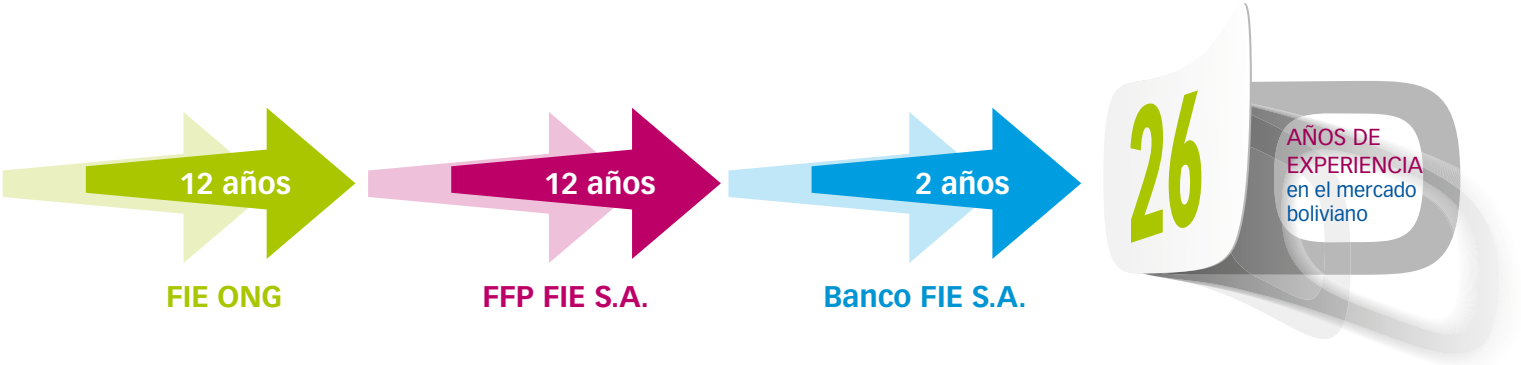 12 años
12 años
2 años
FIE ONG
FFP FIE S.A.
Banco FIE S.A.
26
AÑOS DE
EXPERIENCIA
en el mercado
boliviano